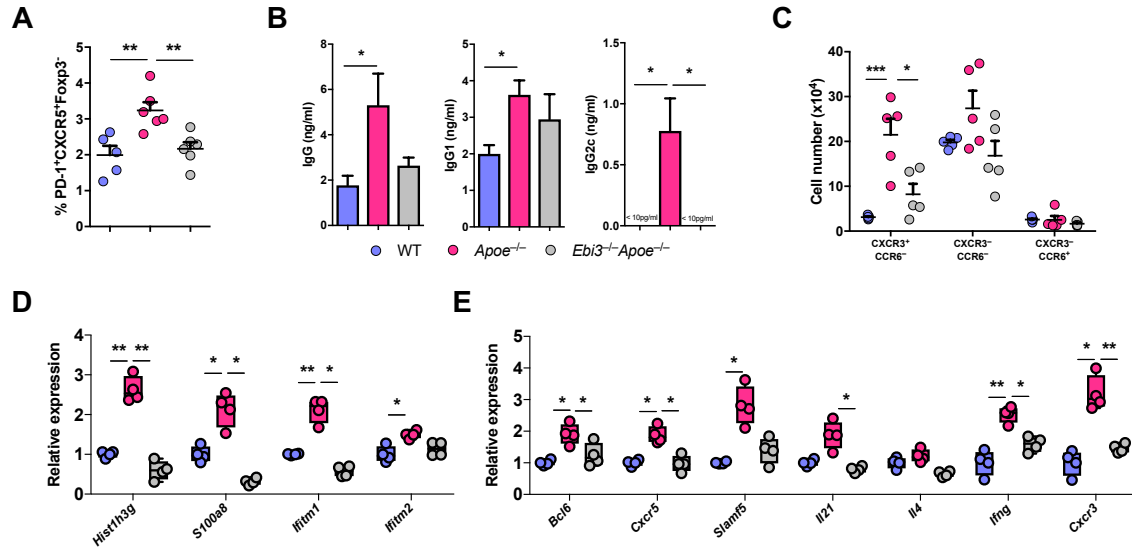 A
B
C
**
**
% PD-1⁺CXCR5⁺Foxp3⁻
5
4
3
2
1
0
*
IgG (ng/ml)
8
6
4
2
0
*
IgG1 (ng/ml)
5
4
3
2
1
0
*
*
IgG2c (ng/ml)
1.5
1.0
0.5
0.0
< 10pg/ml
< 10pg/ml
***
*
Cell number (x10⁴)
40
30
20
10
0
CXCR3⁺
CCR6⁻
CXCR3⁻
CCR6⁻
CXCR3⁻
CCR6⁺
WT
Apoe⁻/⁻
Ebi3⁻/⁻Apoe⁻/⁻
D
E
Relative expression
4
3
2
1
0
** **
* *
** *
*
Hist1h3g
S100a8
Ifitm1
Ifitm2
Relative expression
5
4
3
2
1
0
* *
* *
*
*
** *
* **
Bcl6
Cxcr5
Slamf5
Il21
Il4
Ifng
Cxcr3